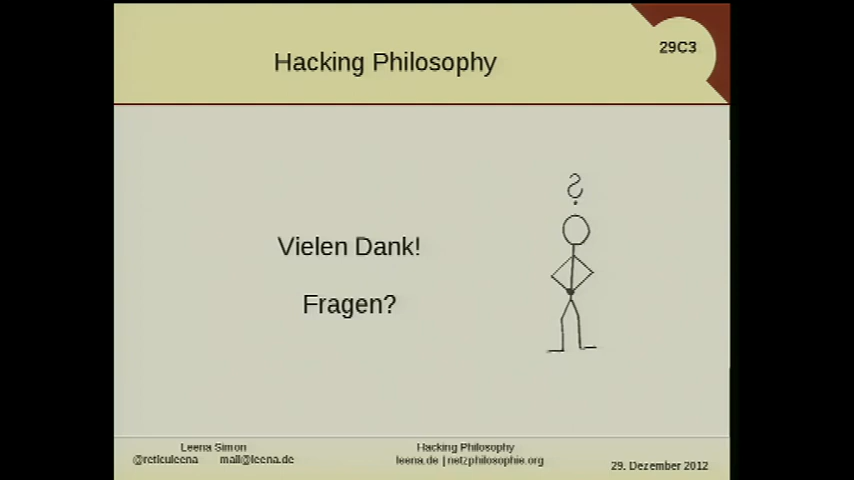 Hacking Philosophy
29C3
Vielen Dank!
Fragen?
?
Leena Simon
@reticuleena mail@leena.de
Hacking Philosophy
leena.de | netzphilosophie.org
29. Dezember 2012